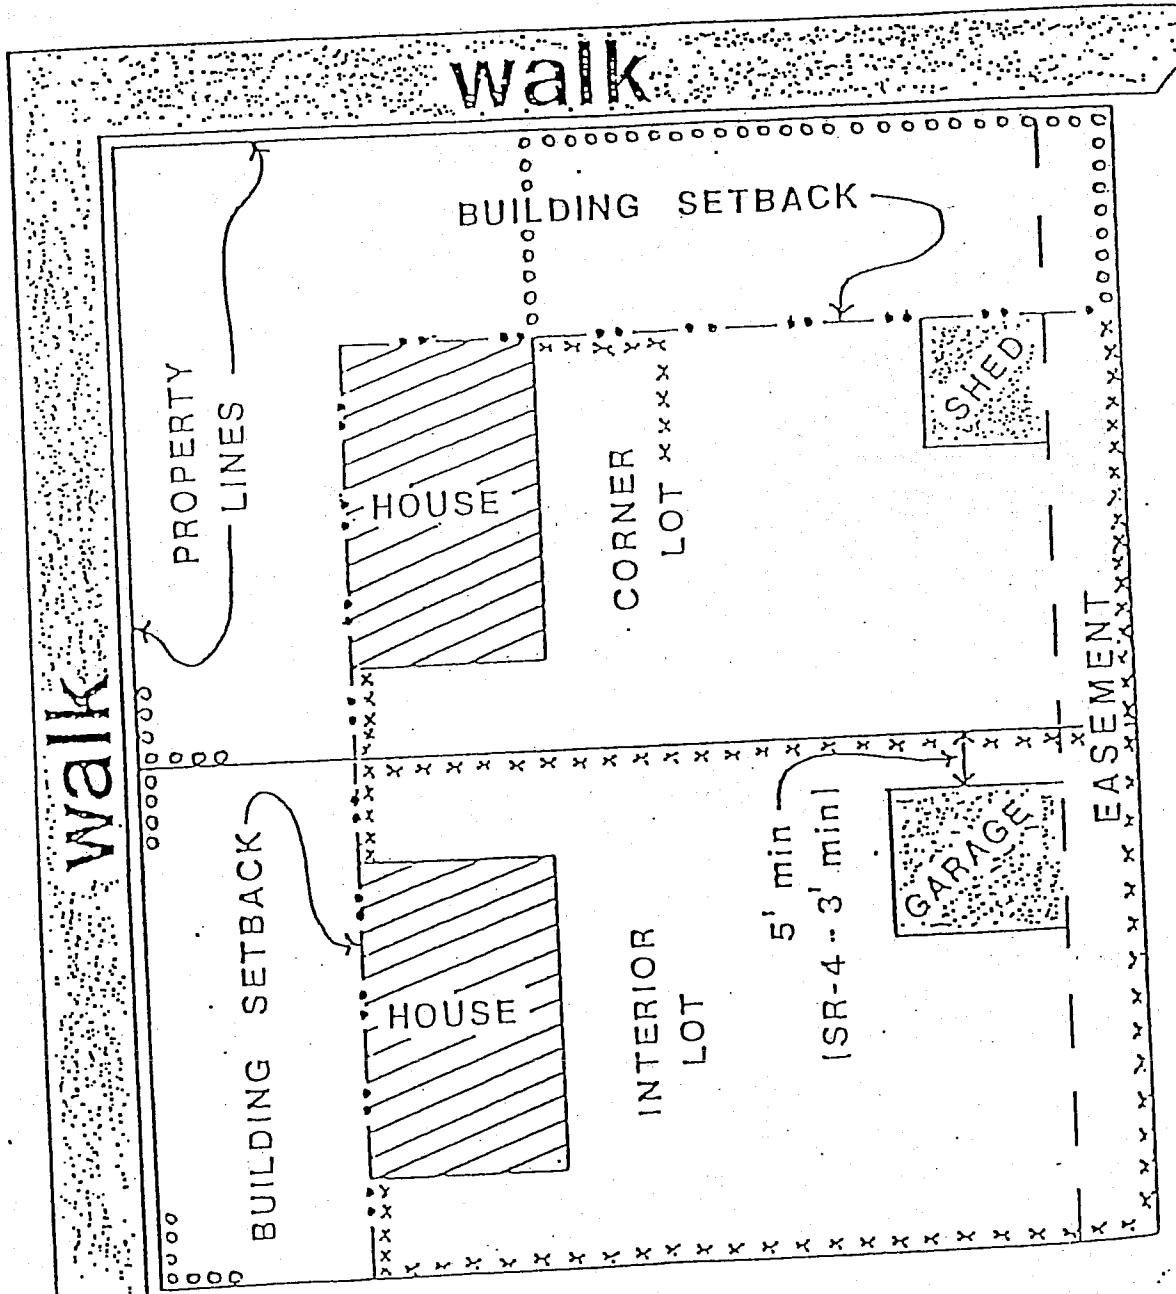 walk
BUILDING SETBACK
PROPERTY
LINES
SHED
HOUSE
CORNER
LOT
walk
EASEMENT
BUILDING SETBACK
5' min
[SR-4 -- 3' min]
GARAGE
HOUSE
INTERIOR
LOT